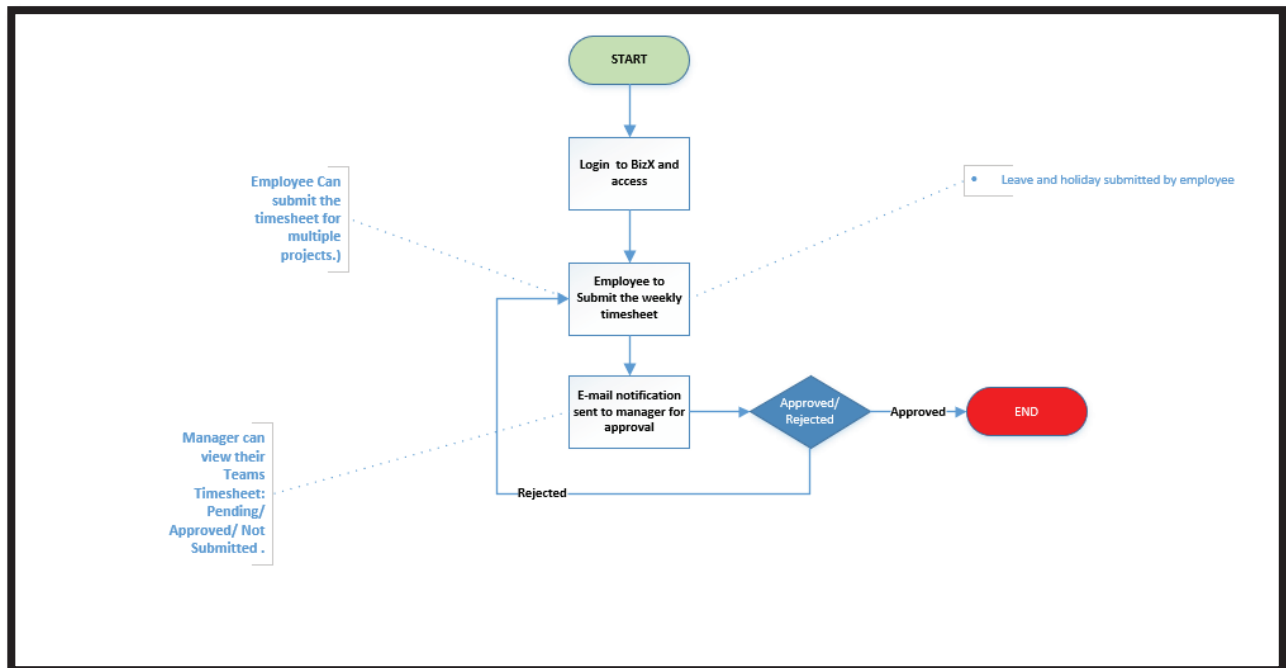 START
Login to BizX and
access
Employee Can
submit the
timesheet for
multiple
projects.)
• Leave and holiday submitted by employee
Employee to
Submit the weekly
timesheet
E-mail notification
sent to manager for
approval
Approved/
Rejected
Approved
END
Manager can
view their
Teams
Timesheet:
Pending/
Approved/ Not
Submitted .
Rejected